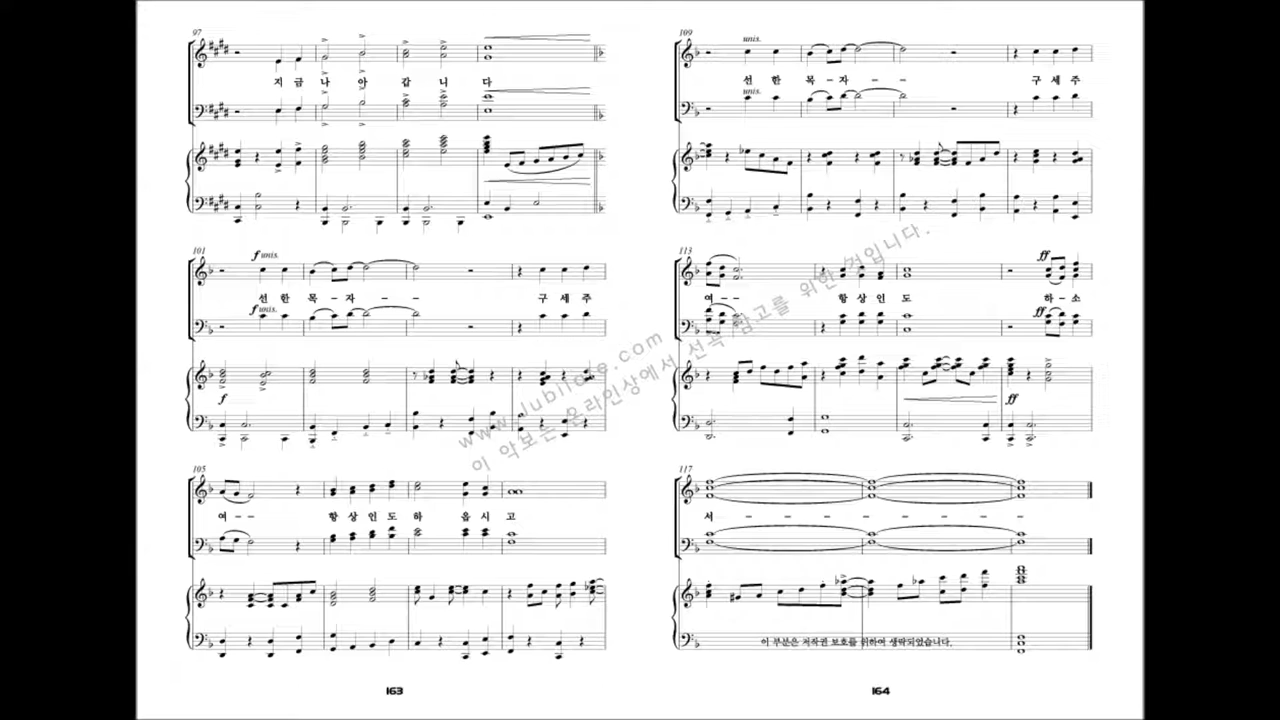 97
지금나 아 갑 니 다
101
f unis.
선 한 목 - 자 - - 구 세 주
f unis.
f
105
여 -- 항 상 인 도 하 옵 시 고
163
109
unis.
선 한 목 - 자 - - 구 세 주
unis.
113
ff
여 -- 항 상 인 도 하 - 소
ff
ff
117
서 - - - - - - - -
이 부분은 저작권 보호를 위하여 생략되었습니다.
164
이 악보는 온라인상에서 선곡 참고를 위한 것입니다.